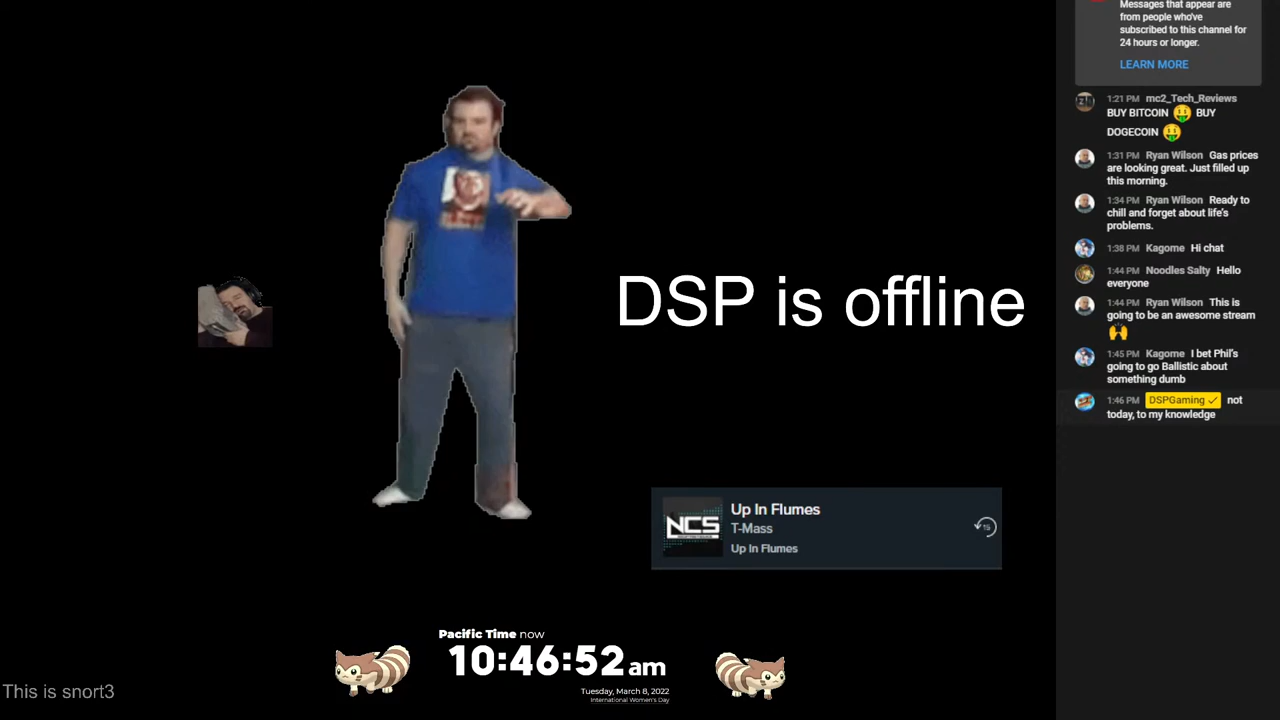 Messages that appear are
from people who've
subscribed to this channel for
24 hours or longer.
LEARN MORE
1:21 PM mc2_Tech_Reviews
BUY BITCOIN 🤑 BUY
DOGECOIN 🤑
1:31 PM Ryan Wilson Gas prices
are looking great. Just filled up
this morning.
1:34 PM Ryan Wilson Ready to
chill and forget about life's
problems.
1:38 PM Kagome Hi chat
1:44 PM Noodles Salty Hello
everyone
1:44 PM Ryan Wilson This is
going to be an awesome stream
🙌
1:45 PM Kagome I bet Phil's
going to go Ballistic about
something dumb
1:46 PM DSPGaming ✓ not
today, to my knowledge
DSP is offline
NCS
Up In Flumes
T-Mass
Up In Flumes
15
Pacific Time now
10:46:52 am
Tuesday, March 8, 2022
International Women's Day
This is snort3